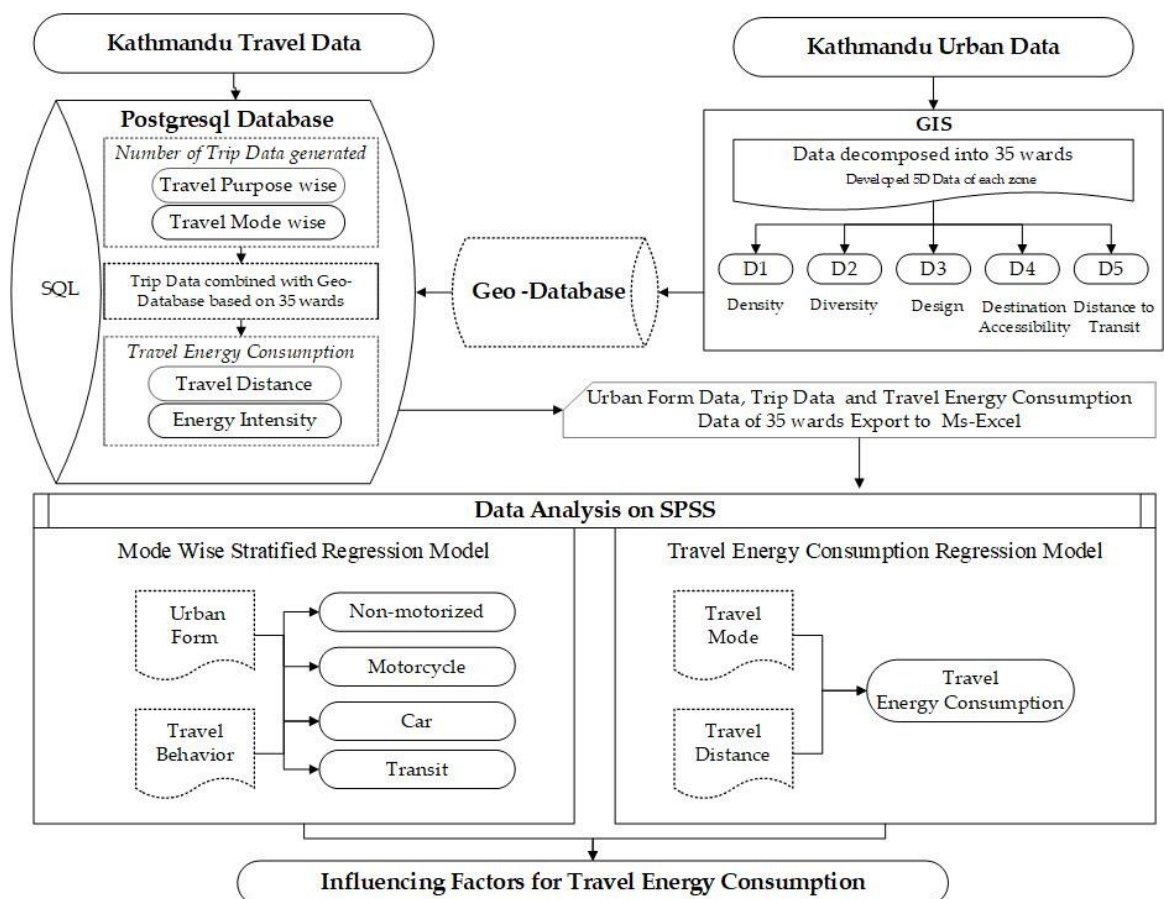 Kathmandu Travel Data
Kathmandu Urban Data
Postgresql Database
Number of Trip Data generated
Travel Purpose wise
Travel Mode wise
SQL
Trip Data combined with Geo-
Database based on 35 wards
Travel Energy Consumption
Travel Distance
Energy Intensity
Geo -Database
GIS
Data decomposed into 35 wards
Developed 5D Data of each zone
D1
D2
D3
D4
D5
Density
Diversity
Design
Destination
Accessibility
Distance to
Transit
Urban Form Data, Trip Data and Travel Energy Consumption
Data of 35 wards Export to Ms-Excel
Data Analysis on SPSS
Mode Wise Stratified Regression Model
Urban
Form
Travel
Behavior
Non-motorized
Motorcycle
Car
Transit
Travel Energy Consumption Regression Model
Travel
Mode
Travel
Distance
Travel
Energy Consumption
Influencing Factors for Travel Energy Consumption